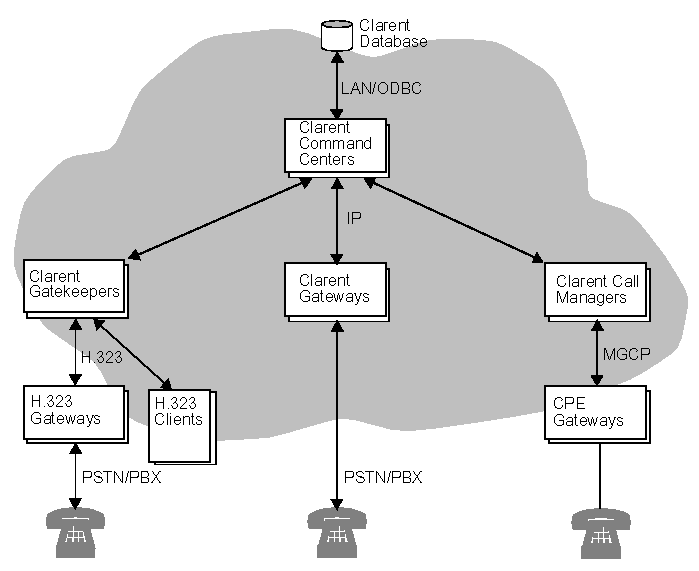 Clarent
Database
LAN/ODBC
Clarent
Command
Centers
IP
Clarent
Gatekeepers
Clarent
Gateways
Clarent Call
Managers
H.323
MGCP
H.323
Gateways
H.323
Clients
CPE
Gateways
PSTN/PBX
PSTN/PBX